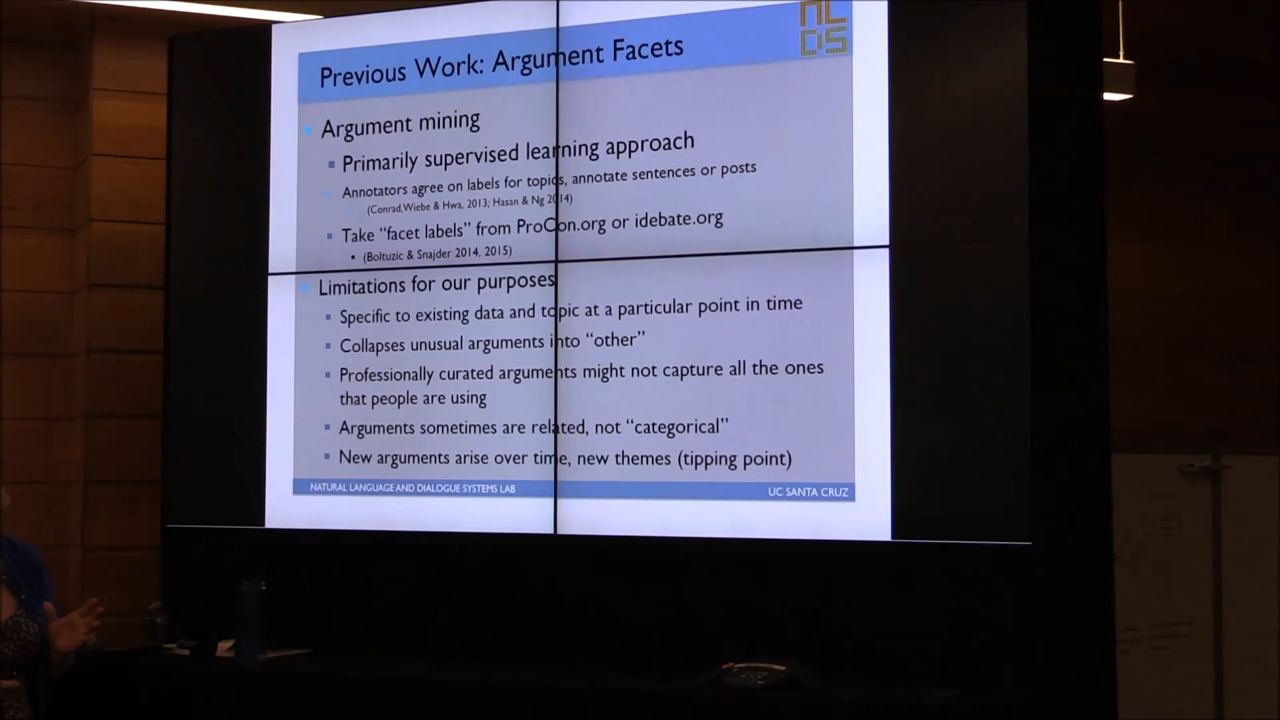 NLDS
Previous Work: Argument Facets
Argument mining
Primarily supervised learning approach
Annotators agree on labels for topics, annotate sentences or posts
(Conrad,Wiebe & Hwa, 2013; Hasan & Ng 2014)
Take “facet labels” from ProCon.org or idebate.org
(Boltuzic & Snajder 2014, 2015)
Limitations for our purposes
Specific to existing data and topic at a particular point in time
Collapses unusual arguments into “other”
Professionally curated arguments might not capture all the ones
that people are using
Arguments sometimes are related, not “categorical”
New arguments arise over time, new themes (tipping point)
NATURAL LANGUAGE AND DIALOGUE SYSTEMS LAB
UC SANTA CRUZ